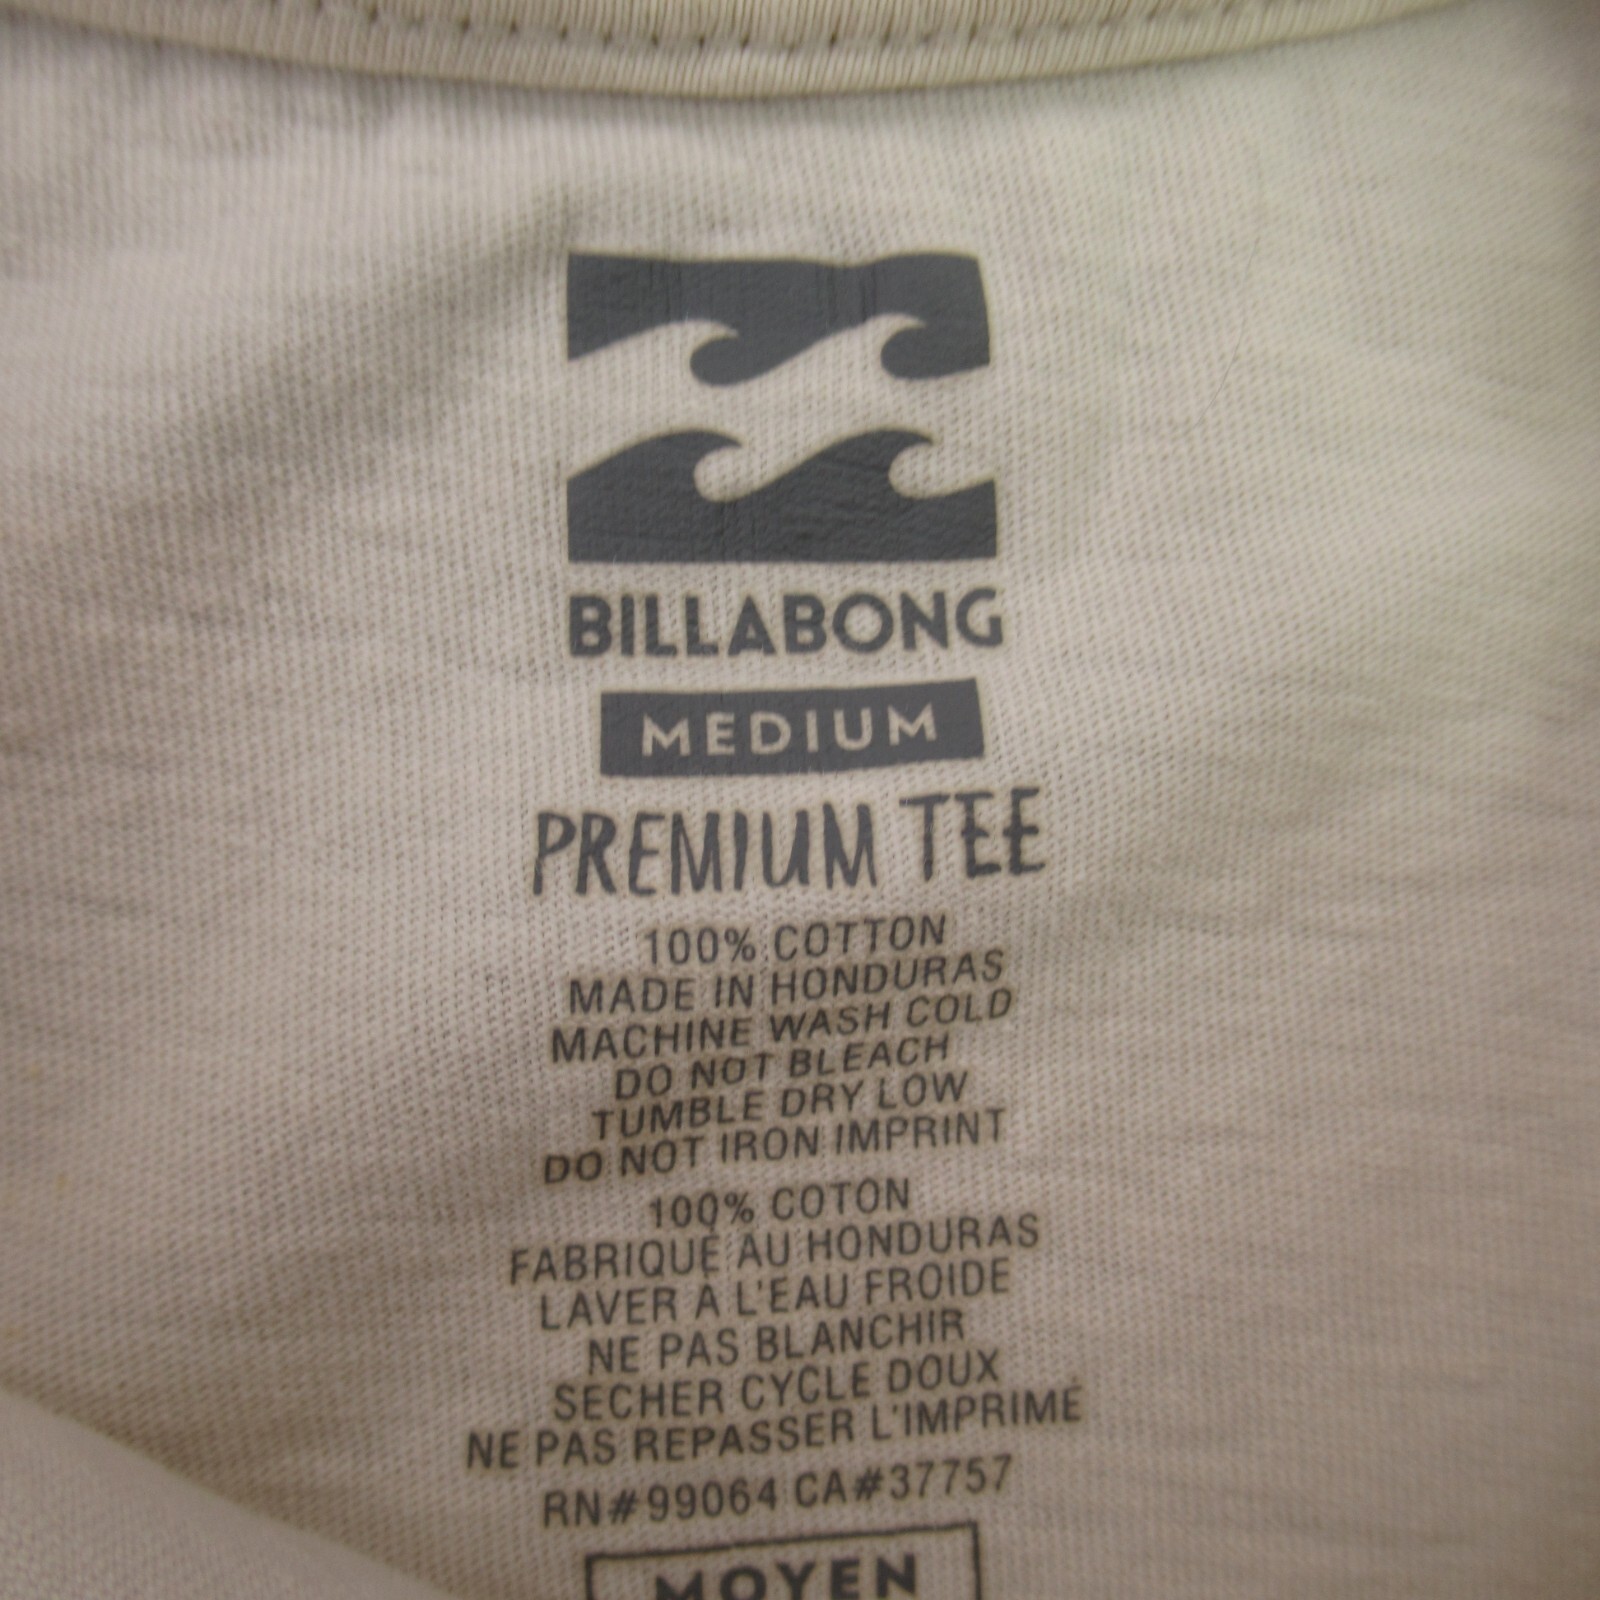 BILLABONG
MEDIUM
PREMIUM TEE
100% COTTON
MADE IN HONDURAS
MACHINE WASH COLD
DO NOT BLEACH
TUMBLE DRY LOW
DO NOT IRON IMPRINT
100% COTON
FABRIQUÉ AU HONDURAS
LAVER À L'EAU FROIDE
NE PAS BLANCHIR
SECHER CYCLE DOUX
NE PAS REPASSER L'IMPRIMÉ
RN#99064 CA#37757
MOYEN